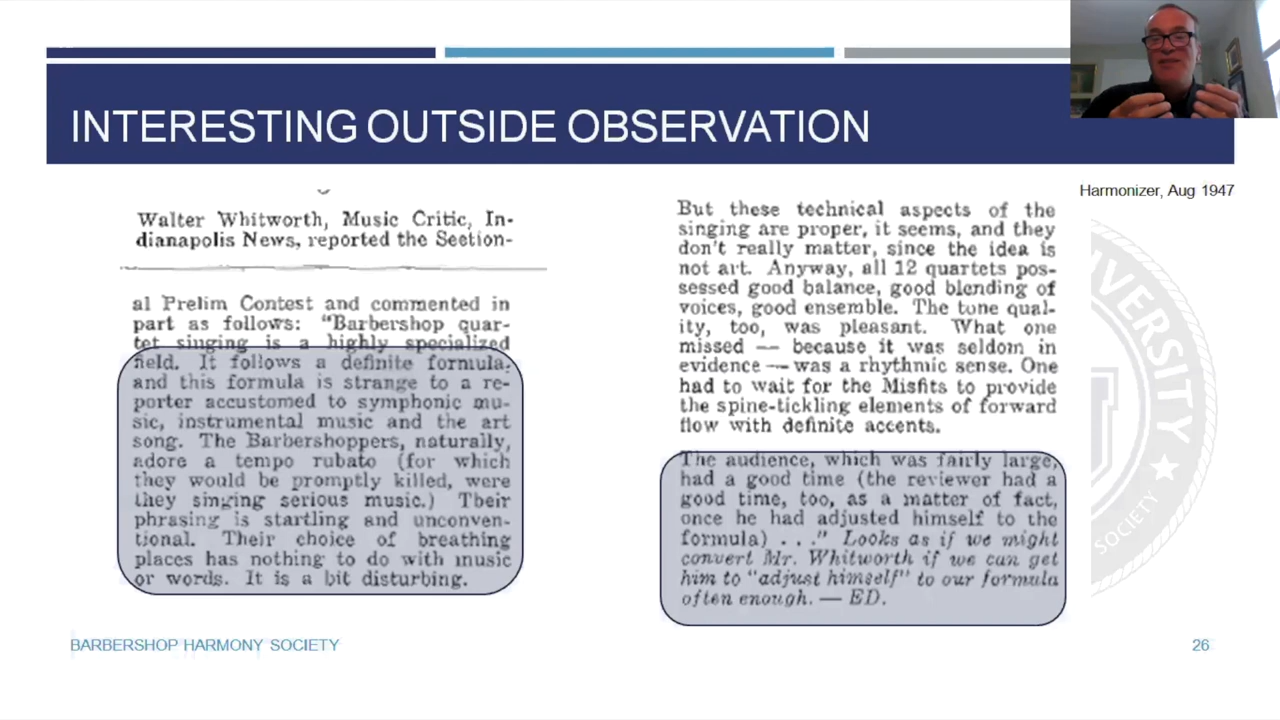 INTERESTING OUTSIDE OBSERVATION
Harmonizer, Aug 1947
Walter Whitworth, Music Critic, In-
dianapolis News, reported the Section-
al Prelim Contest and commented in
part as follows: "Barbershop quar-
tet singing is a highly specialized
field. It follows a definite formula,
and this formula is strange to a re-
porter accustomed to symphonic mu-
sic, instrumental music and the art
song. The Barbershoppers, naturally,
adore a tempo rubato (for which
they would be promptly killed, were
they singing serious music.) Their
phrasing is startling and unconven-
tional. Their choice of breathing
places has nothing to do with music
or words. It is a bit disturbing.
But these technical aspects of the
singing are proper, it seems, and they
don't really matter, since the idea is
not art. Anyway, all 12 quartets pos-
sessed good balance, good blending of
voices, good ensemble. The tone qual-
ity, too, was pleasant. What one
missed — because it was seldom in
evidence — was a rhythmic sense. One
had to wait for the Misfits to provide
the spine-tickling elements of forward
flow with definite accents.
The audience, which was fairly large,
had a good time (the reviewer had a
good time, too, as a matter of fact,
once he had adjusted himself to the
formula) . . ." Looks as if we might
convert Mr. Whitworth if we can get
him to "adjust himself" to our formula
often enough. — ED.
BARBERSHOP HARMONY SOCIETY
26